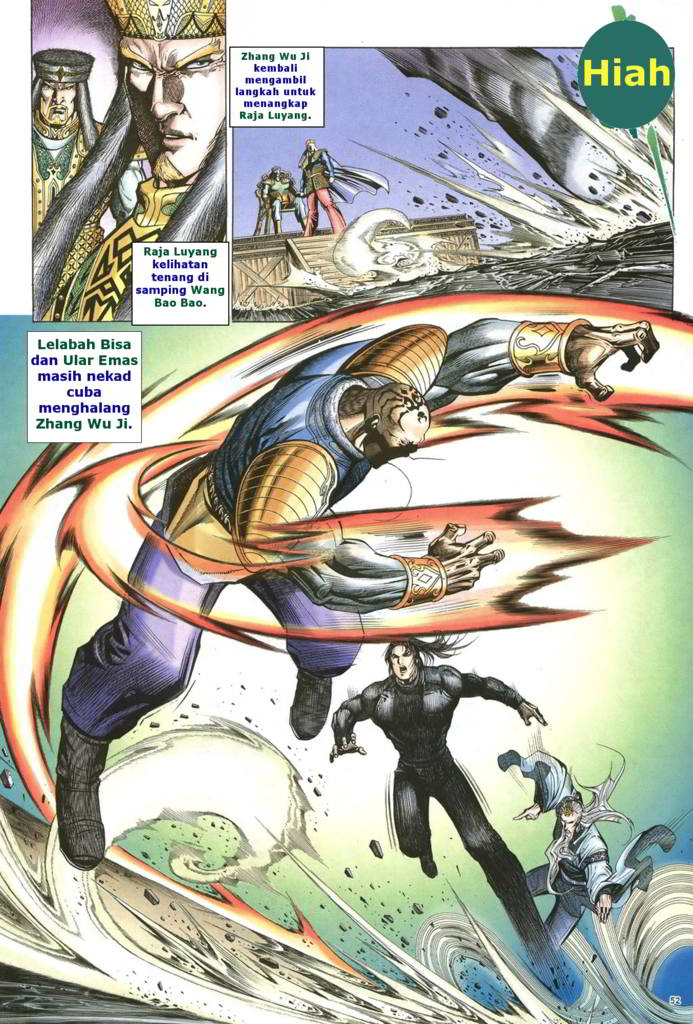 Zhang Wu Ji
kembali
mengambil
langkah untuk
menangkap
Raja Luyang.
Hiah
Raja Luyang
kelihatan
tenang di
samping Wang
Bao Bao.
Lelabah Bisa
dan Ular Emas
masih nekad
cuba
menghalang
Zhang Wu Ji.
52